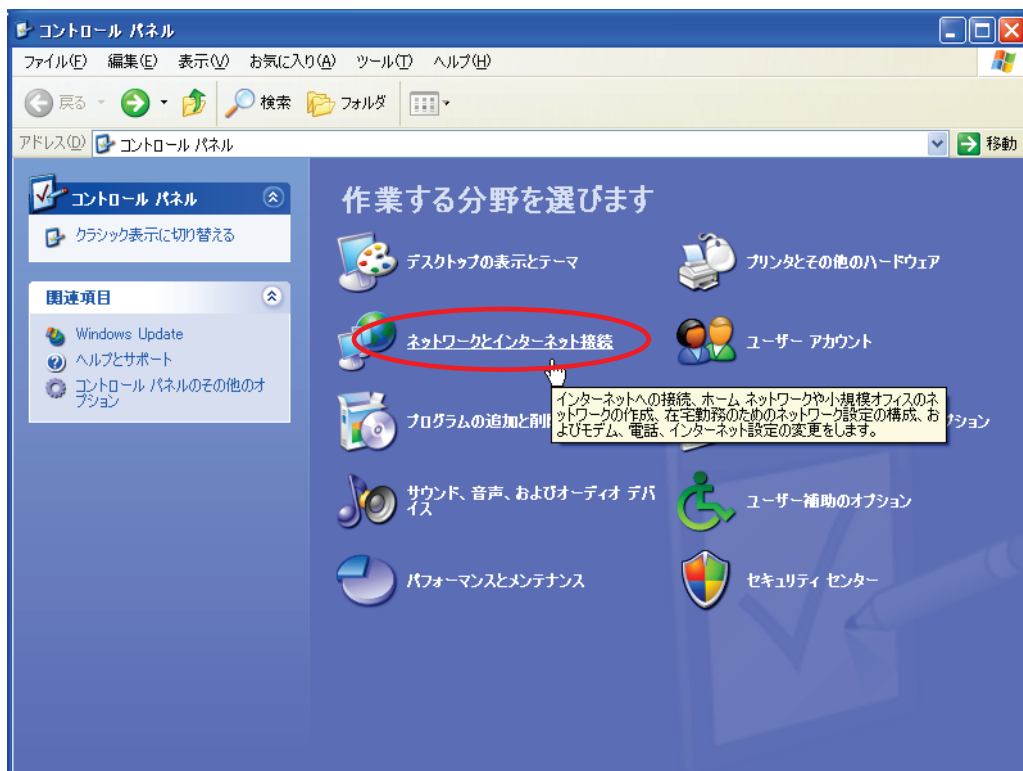 コントロール パネル
ファイル(F) 編集(E) 表示(V) お気に入り(A) ツール(T) ヘルプ(H)
戻る 検索 フォルダ
アドレス(D) コントロール パネル 移動
コントロール パネル
クラシック表示に切り替える
関連項目
Windows Update
ヘルプとサポート
コントロール パネルのその他のオ
プション
作業する分野を選びます
デスクトップの表示とテーマ
プリンタとその他のハードウェア
ネットワークとインターネット接続
ユーザー アカウント
インターネットへの接続、ホーム ネットワークや小規模オフィスのネ
ットワークの作成、在宅勤務のためのネットワーク設定の構成、お
よびモデム、電話、インターネット設定の変更をします。
プログラムの追加と削
プション
サウンド、音声、およびオーディオ デバ
イス
ユーザー補助のオプション
パフォーマンスとメンテナンス
セキュリティ センター